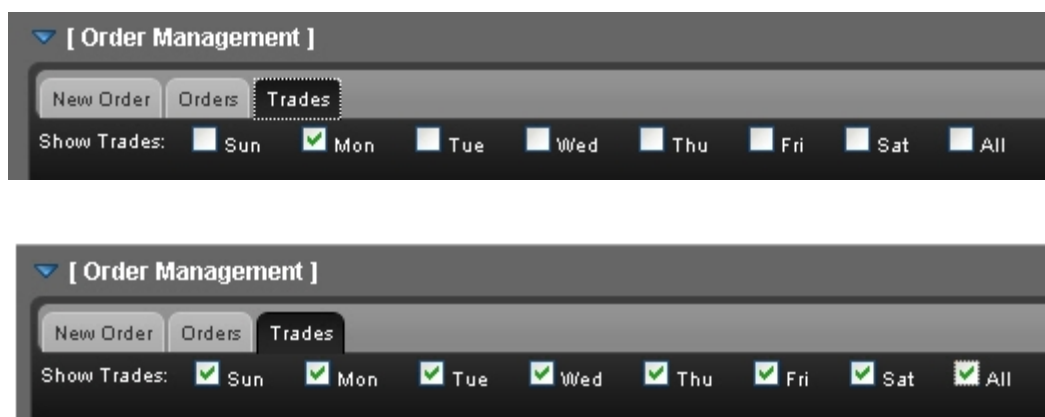 [ Order Management ]
New Order Orders Trades
Show Trades: Sun Mon Tue Wed Thu Fri Sat All
[ Order Management ]
New Order Orders Trades
Show Trades: Sun Mon Tue Wed Thu Fri Sat All